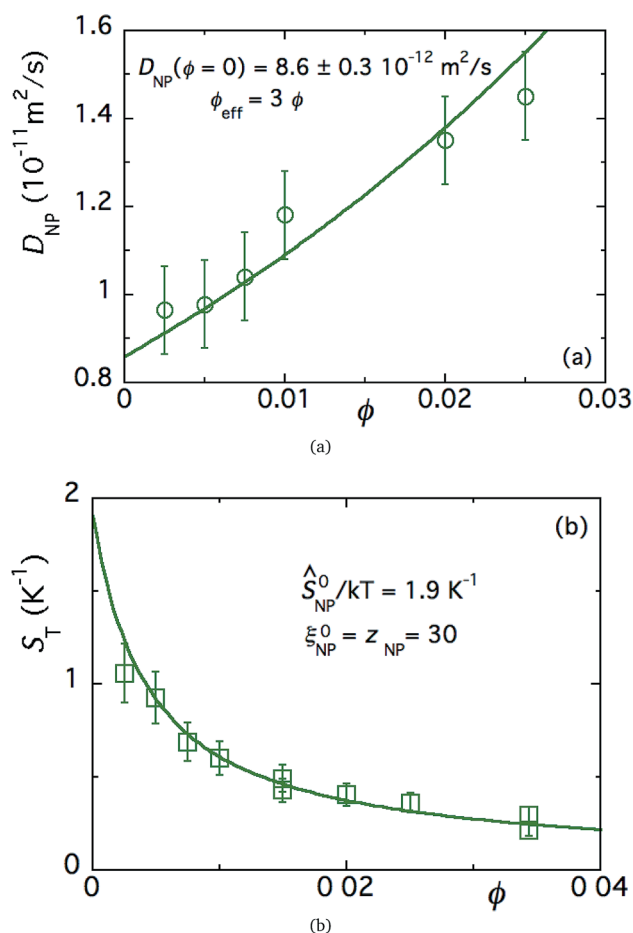 1.6
D_NP(ϕ = 0) = 8.6 ± 0.3 10^-12 m²/s
ϕ_eff = 3 ϕ
1.4
D_NP (10^-11 m²/s)
1.2
1
(a)
0.8
0
0.01
0.02
0.03
ϕ
(a)
2
(b)
Ŝ⁰_NP/kT = 1.9 K^-1
ξ⁰_NP = z_NP = 30
S_T (K^-1)
1
0
0
0 02
ϕ
0 04
(b)